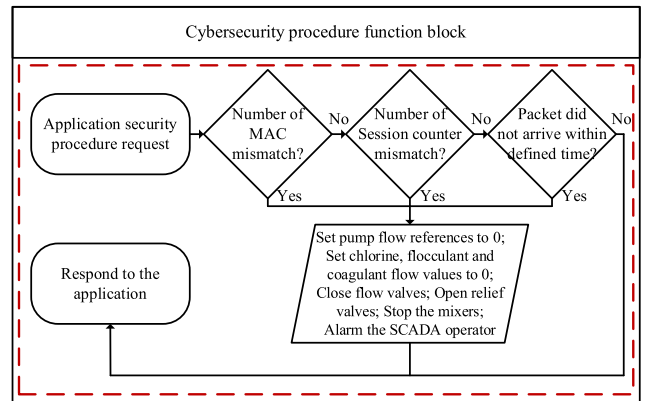 Cybersecurity procedure function block
Application security
procedure request
Number of
MAC
mismatch?
No
Number of
Session counter
mismatch?
No
Packet did
not arrive within
defined time?
No
Yes
Yes
Yes
Set pump flow references to 0;
Set chlorine, flocculant and
coagulant flow values to 0;
Close flow valves; Open relief
valves; Stop the mixers;
Alarm the SCADA operator
Respond to the
application